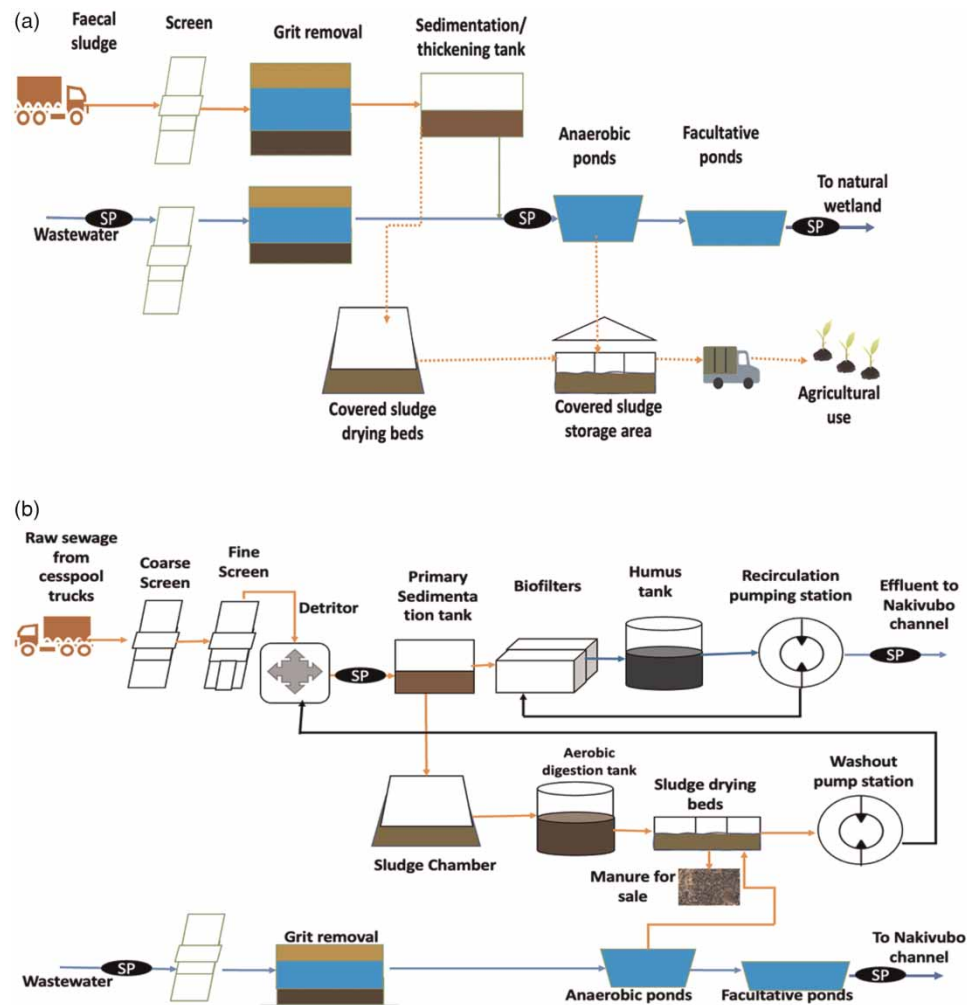 (a)
Faecal
sludge
Screen
Grit removal
Sedimentation/
thickening tank
Anaerobic
ponds
Facultative
ponds
To natural
wetland
SP
SP
SP
Wastewater
Covered sludge
drying beds
Covered sludge
storage area
Agricultural
use
(b)
Raw sewage
from
cesspool
trucks
Coarse
Screen
Fine
Screen
Detritor
Primary
Sedimenta
tion tank
Biofilters
Humus
tank
Recirculation
pumping station
Effluent to
Nakivubo
channel
SP
SP
Aerobic
digestion tank
Sludge drying
beds
Washout
pump station
Sludge Chamber
Manure for
sale
Grit removal
To Nakivubo
channel
SP
SP
Wastewater
Anaerobic ponds
Facultative ponds